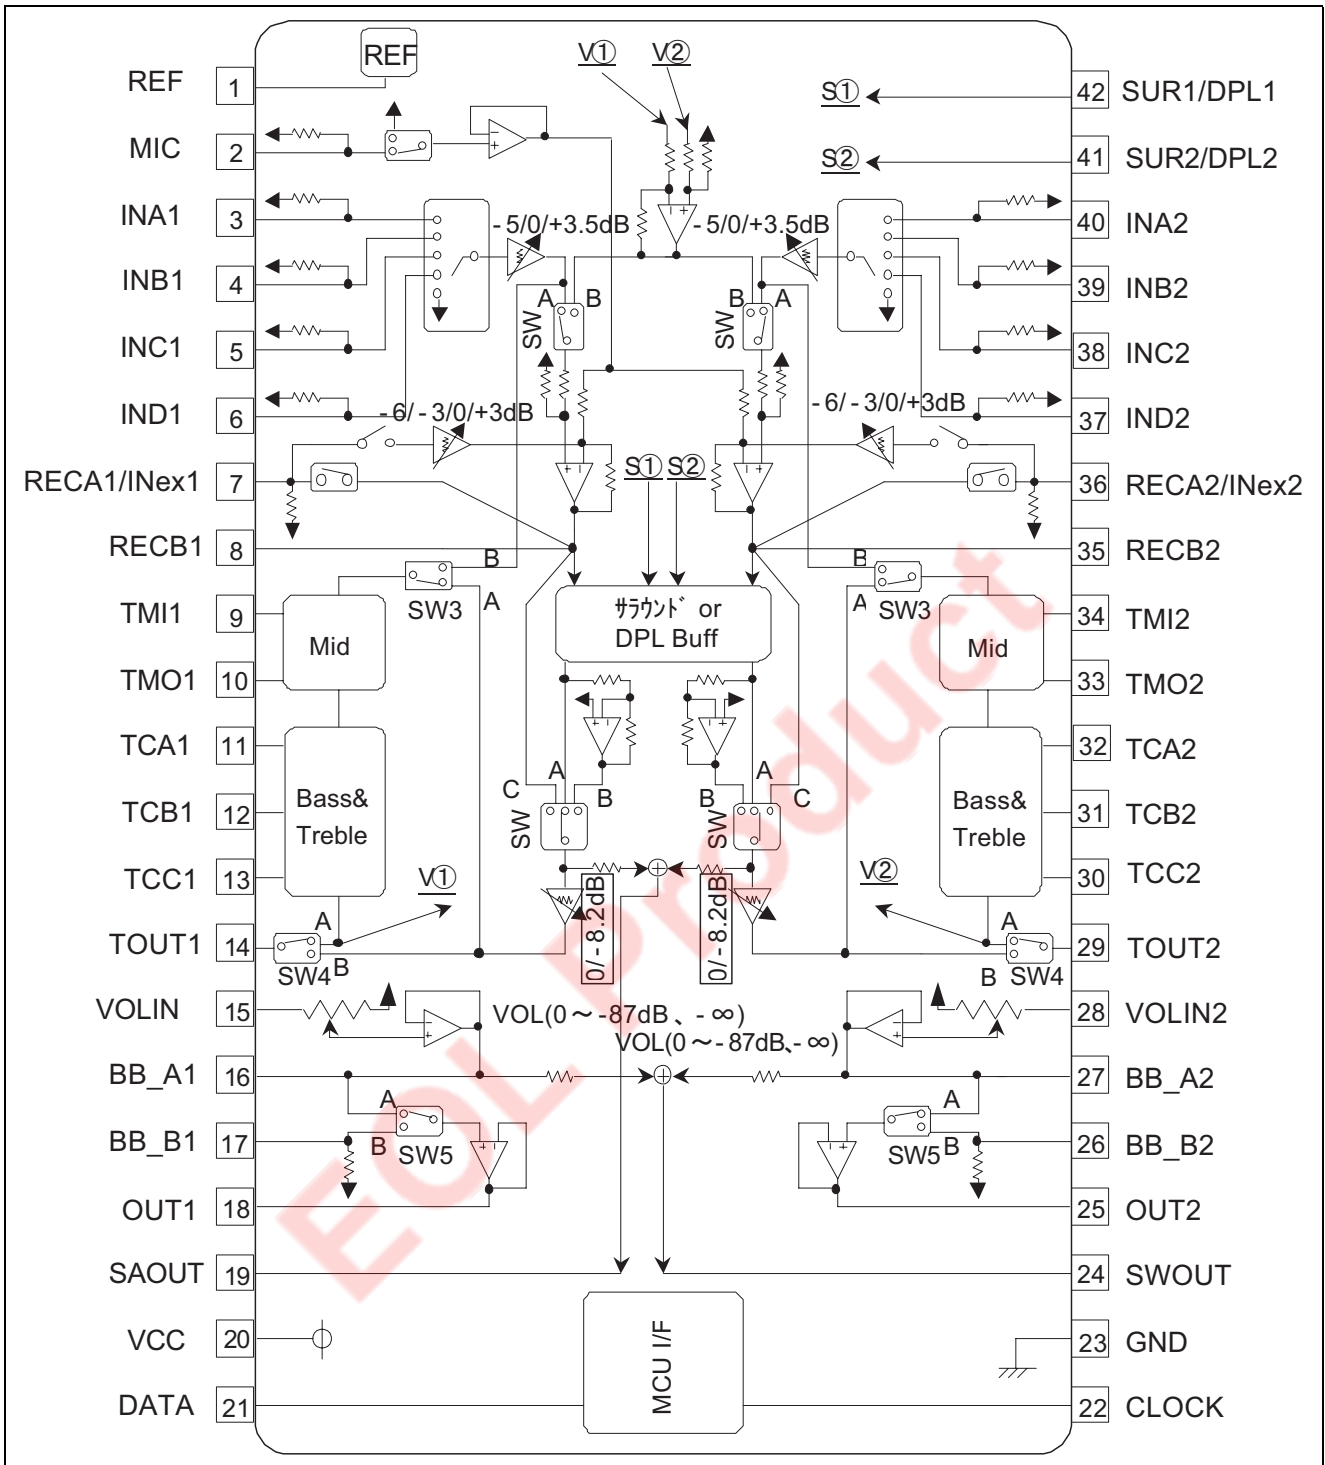 REF
V①
V②
REF 1
S①
42 SUR1/DPL1
MIC 2
S②
41 SUR2/DPL2
INA1 3
-5/0/+3.5dB
-5/0/+3.5dB
40 INA2
INB1 4
39 INB2
A B
B A
SW
SW
INC1 5
38 INC2
IND1 6
-6/-3/0/+3dB
-6/-3/0/+3dB
37 IND2
RECA1/INex1 7
S① S②
36 RECA2/INex2
RECB1 8
35 RECB2
B
A
SW3
B
A
SW3
TMI1 9
ｻﾗｳﾝﾄﾞ or
DPL Buff
34 TMI2
Mid
Mid
TMO1 10
33 TMO2
TCA1 11
32 TCA2
A
B
C
A
B
C
TCB1 12
Bass&
Treble
SW
SW
Bass&
Treble
31 TCB2
TCC1 13
V①
0/-8.2dB
0/-8.2dB
V②
30 TCC2
TOUT1 14
A
B
SW4
A
B
SW4
29 TOUT2
VOLIN 15
VOL(0～-87dB、-∞)
VOL(0～-87dB、-∞)
28 VOLIN2
BB_A1 16
27 BB_A2
A
B
SW5
A
B
SW5
BB_B1 17
26 BB_B2
OUT1 18
25 OUT2
SAOUT 19
24 SWOUT
VCC 20
MCU I/F
23 GND
DATA 21
22 CLOCK
EOL Product